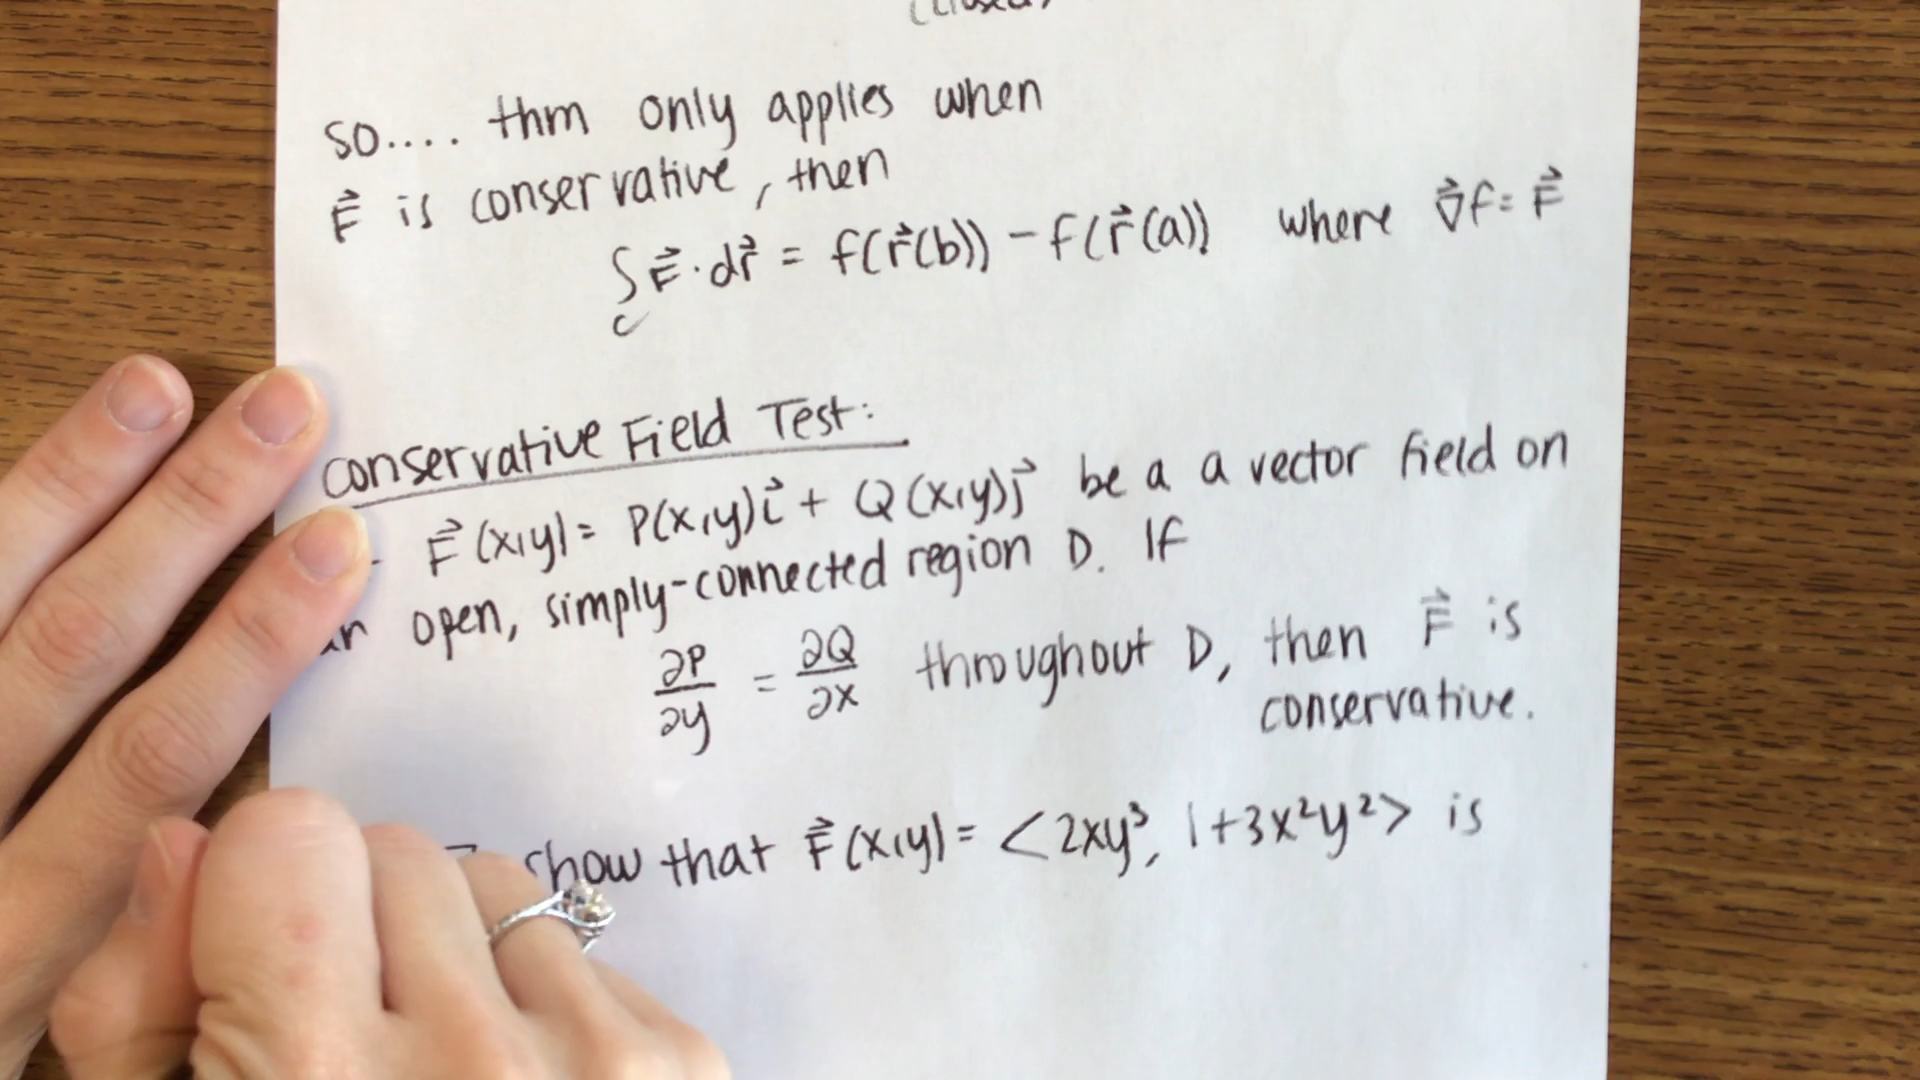 so.... thm only applies when
F⃗ is conservative, then
∫_C F⃗·dr⃗ = f(r⃗(b)) - f(r⃗(a)) where ∇⃗f = F⃗
Conservative Field Test:
F⃗(x,y) = P(x,y)i⃗ + Q(x,y)j⃗ be a a vector field on
open, simply-connected region D. If
∂P/∂y = ∂Q/∂x throughout D, then F⃗ is
conservative.
show that F⃗(x,y) = <2xy³, 1+3x²y²> is